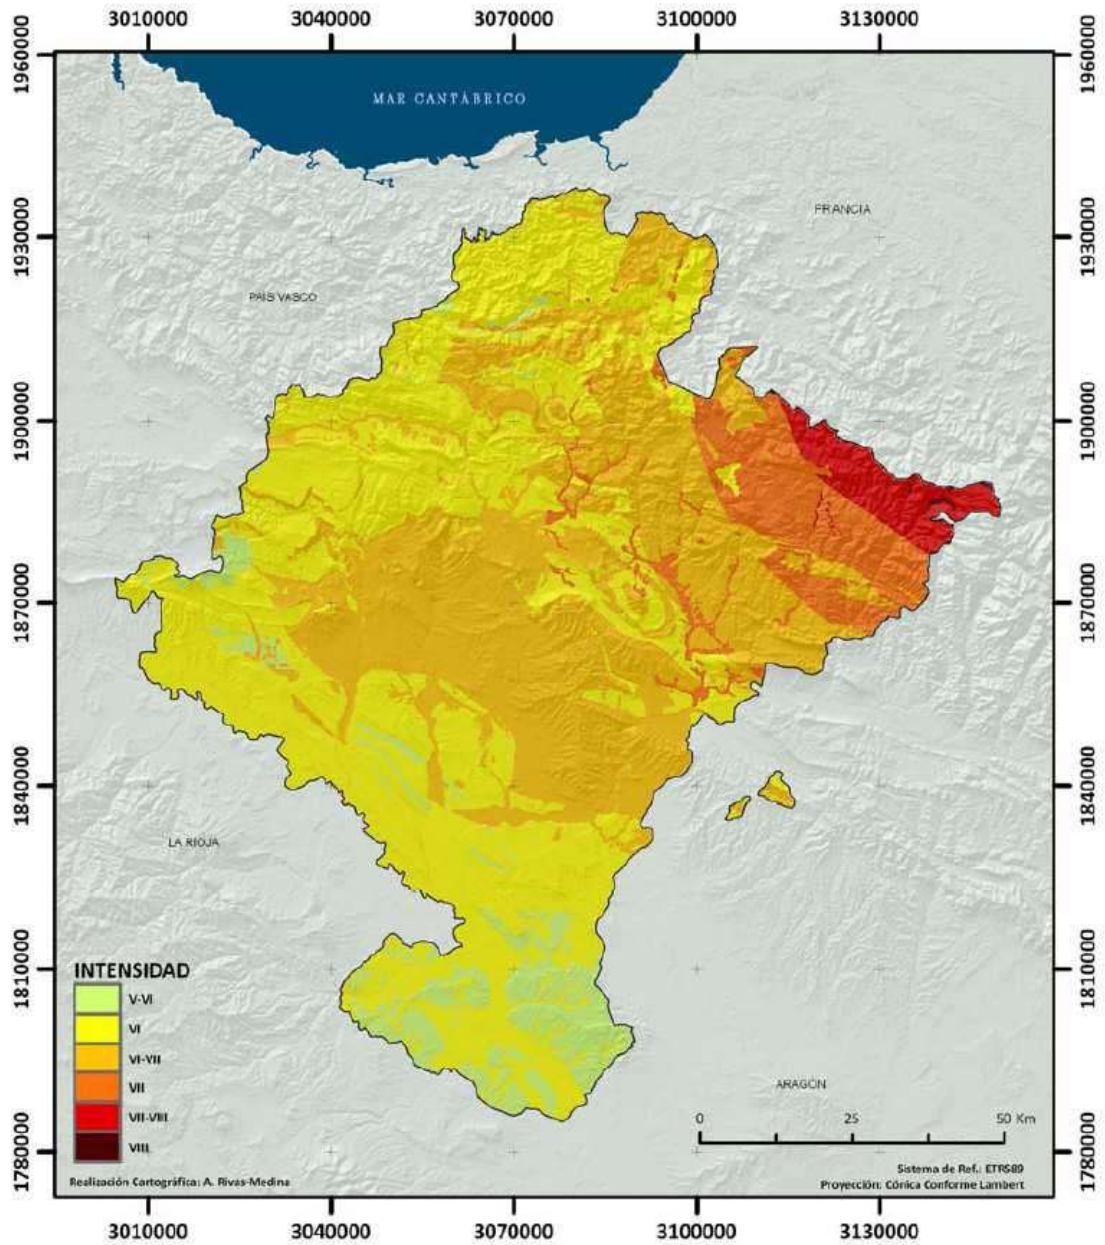 3010000 3040000 3070000 3100000 3130000
1960000 1960000
MAR CANTÁBRICO
FRANCIA
1930000 1930000
PAIS VASCO
1900000 1900000
1870000 1870000
1840000 1840000
LA RIOJA
1810000 1810000
INTENSIDAD
V-VI
VI
VI-VII
VII
VII-VIII
VIII
ARAGÓN
0 25 50 Km
1780000 1780000
Realización Cartográfica: A. Rivas-Medina
Sistema de Ref.: ETRS89
Proyección: Cónica Conforme Lambert
3010000 3040000 3070000 3100000 3130000